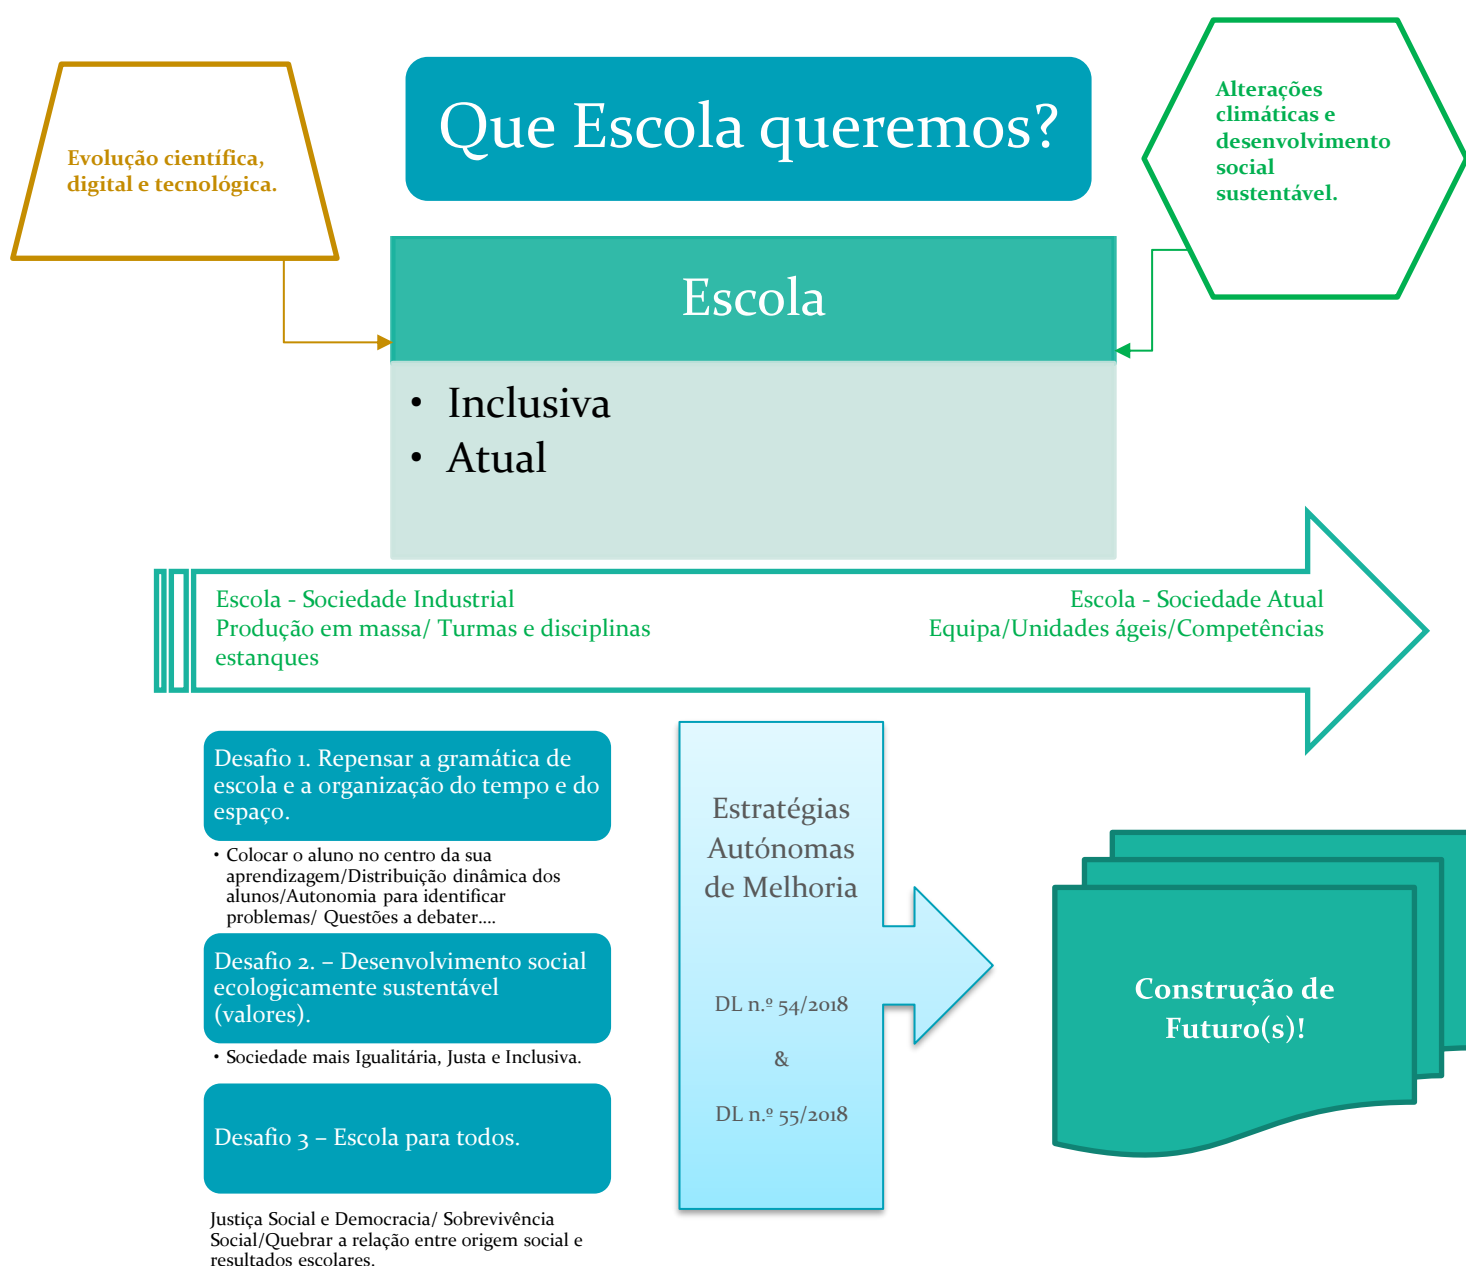 Que Escola queremos?
Evolução científica,
digital e tecnológica.
Alterações
climáticas e
desenvolvimento
social
sustentável.
Escola
• Inclusiva
• Atual
Escola - Sociedade Industrial
Produção em massa/ Turmas e disciplinas
estanques
Escola - Sociedade Atual
Equipa/Unidades ágeis/Competências
Desafio 1. Repensar a gramática de
escola e a organização do tempo e do
espaço.
• Colocar o aluno no centro da sua
aprendizagem/Distribuição dinâmica dos
alunos/Autonomia para identificar
problemas/ Questões a debater....
Desafio 2. – Desenvolvimento social
ecologicamente sustentável
(valores).
• Sociedade mais Igualitária, Justa e Inclusiva.
Desafio 3 – Escola para todos.
Justiça Social e Democracia/ Sobrevivência
Social/Quebrar a relação entre origem social e
resultados escolares.
Estratégias
Autónomas
de Melhoria
DL n.º 54/2018
&
DL n.º 55/2018
Construção de
Futuro(s)!